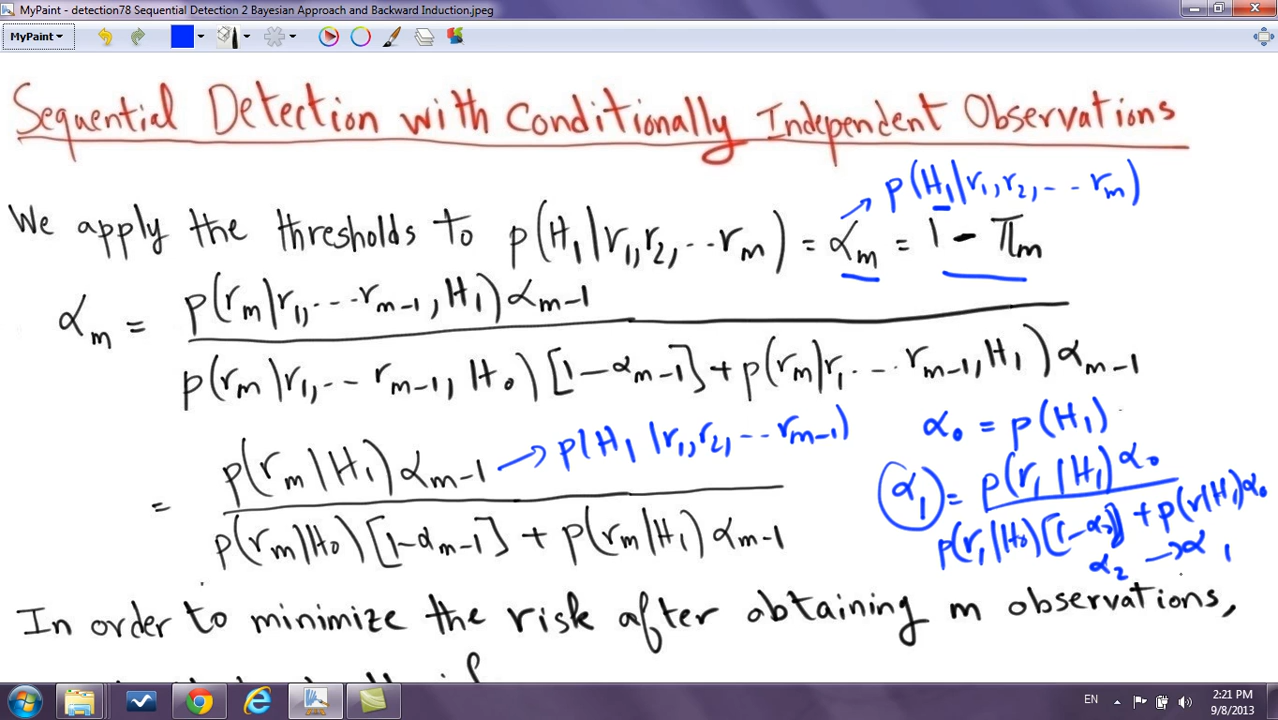 MyPaint - detection78 Sequential Detection 2 Bayesian Approach and Backward Induction.jpeg
MyPaint
Sequential Detection with Conditionally Independent Observations
p(H₁|r₁,r₂,--rₘ)
We apply the thresholds to p(H₁|r₁,r₂,..rₘ) = αₘ = 1 - πₘ
p(rₘ|r₁,...rₘ₋₁,H₁)αₘ₋₁
αₘ =
p(rₘ|r₁,-- rₘ₋₁,H₀)[1-αₘ₋₁]+p(rₘ|r₁... rₘ₋₁,H₁)αₘ₋₁
α₀ = p(H₁)
p(rₘ|H₁)αₘ₋₁ → p(H₁|r₁,r₂,--rₘ₋₁)
=
p(rₘ|H₀)[1-αₘ₋₁] + p(rₘ|H₁)αₘ₋₁
α₁ = p(r₁|H₁)α₀
p(r₁|H₀)[1-α₀]+p(r|H₁)α₀
α₂ → α₁
In order to minimize the risk after obtaining m observations,
EN
2:21 PM
9/8/2013